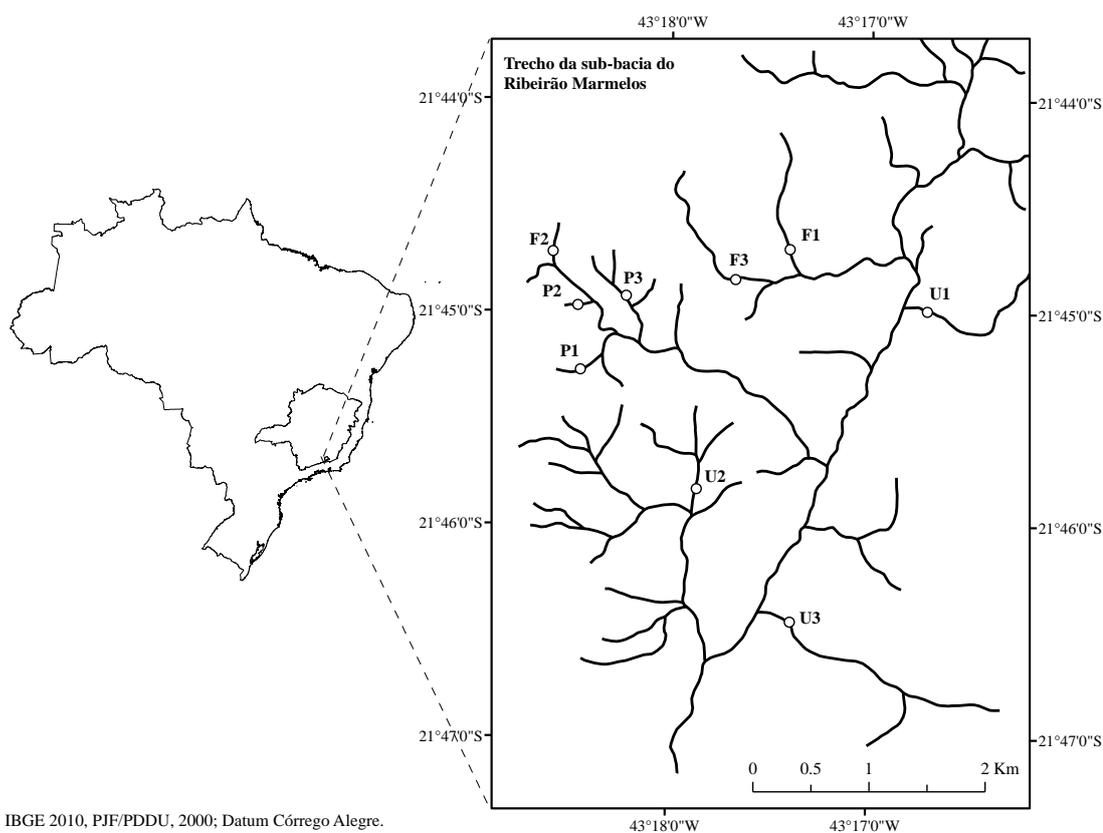 43°18'0"W
43°17'0"W
Trecho da sub-bacia do
Ribeirão Marmelos
21°44'0"S
21°44'0"S
F1
F2
F3
P3
P2
U1
21°45'0"S
21°45'0"S
P1
U2
21°46'0"S
21°46'0"S
U3
21°47'0"S
21°47'0"S
0 0.5 1 2 Km
IBGE 2010, PJF/PDDU, 2000; Datum Córrego Alegre.
43°18'0"W
43°17'0"W